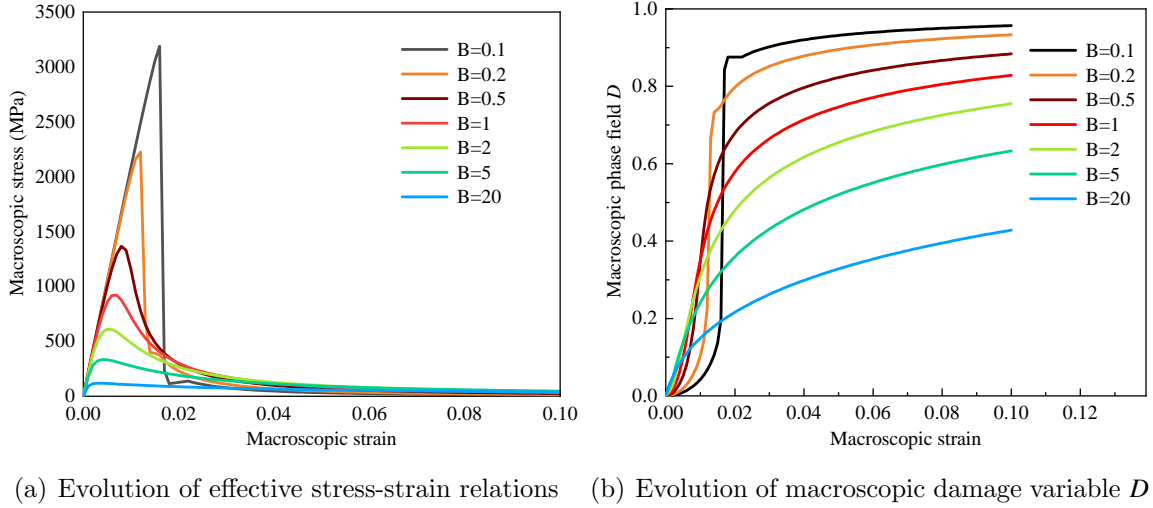 3500
3000
2500
2000
1500
1000
500
0
Macroscopic stress (MPa)
B=0.1
B=0.2
B=0.5
B=1
B=2
B=5
B=20
0.00 0.02 0.04 0.06 0.08 0.10
Macroscopic strain
(a) Evolution of effective stress-strain relations
1.0
0.8
0.6
0.4
0.2
0.0
Macroscopic phase field D
B=0.1
B=0.2
B=0.5
B=1
B=2
B=5
B=20
0.00 0.02 0.04 0.06 0.08 0.10 0.12
Macroscopic strain
(b) Evolution of macroscopic damage variable D